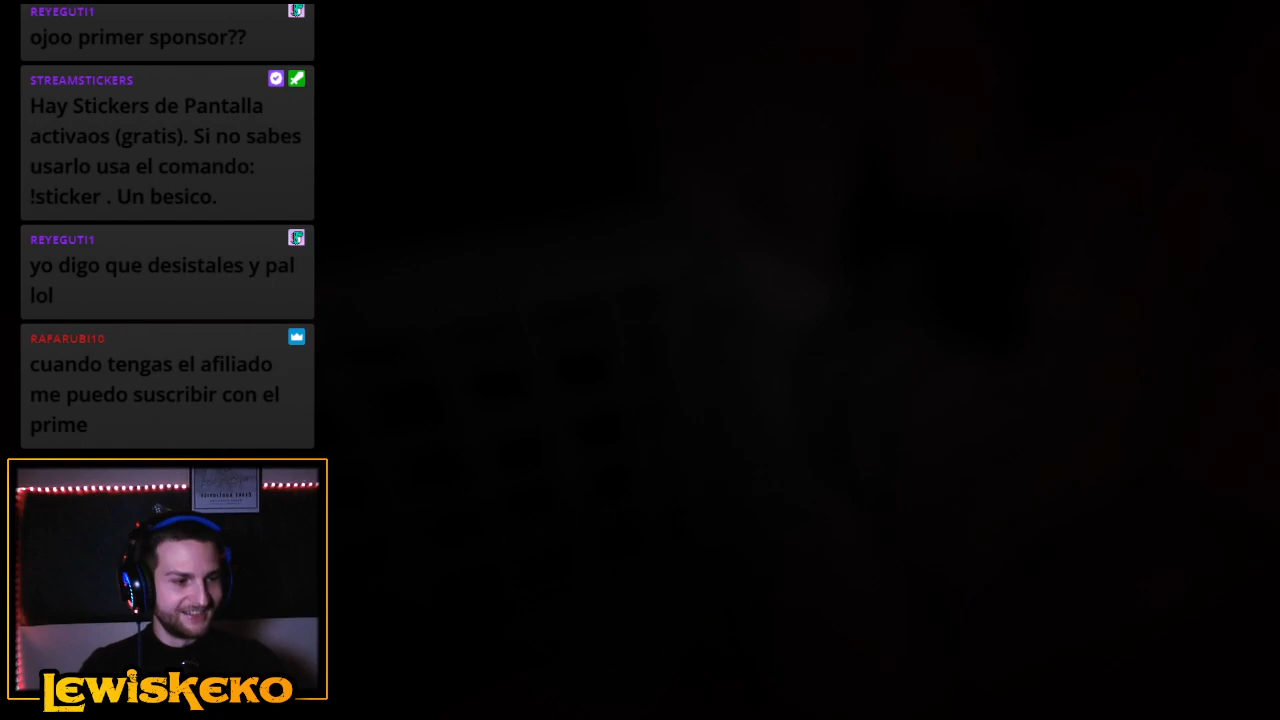 REYEGUTI1
ojoo primer sponsor??
STREAMSTICKERS
Hay Stickers de Pantalla
activaos (gratis). Si no sabes
usarlo usa el comando:
!sticker . Un besico.
REYEGUTI1
yo digo que desistales y pal
lol
RAFARUBI10
cuando tengas el afiliado
me puedo suscribir con el
prime
LEWISKEKO